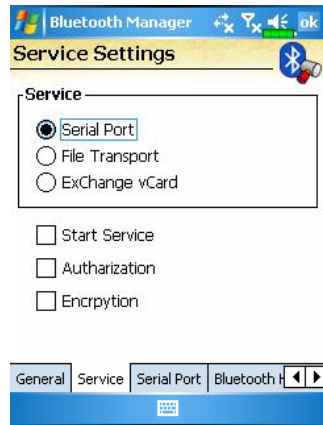 Bluetooth Manager ok
Service Settings
Service
Serial Port
File Transport
ExChange vCard
Start Service
Autharization
Encrpytion
General Service Serial Port Bluetooth H